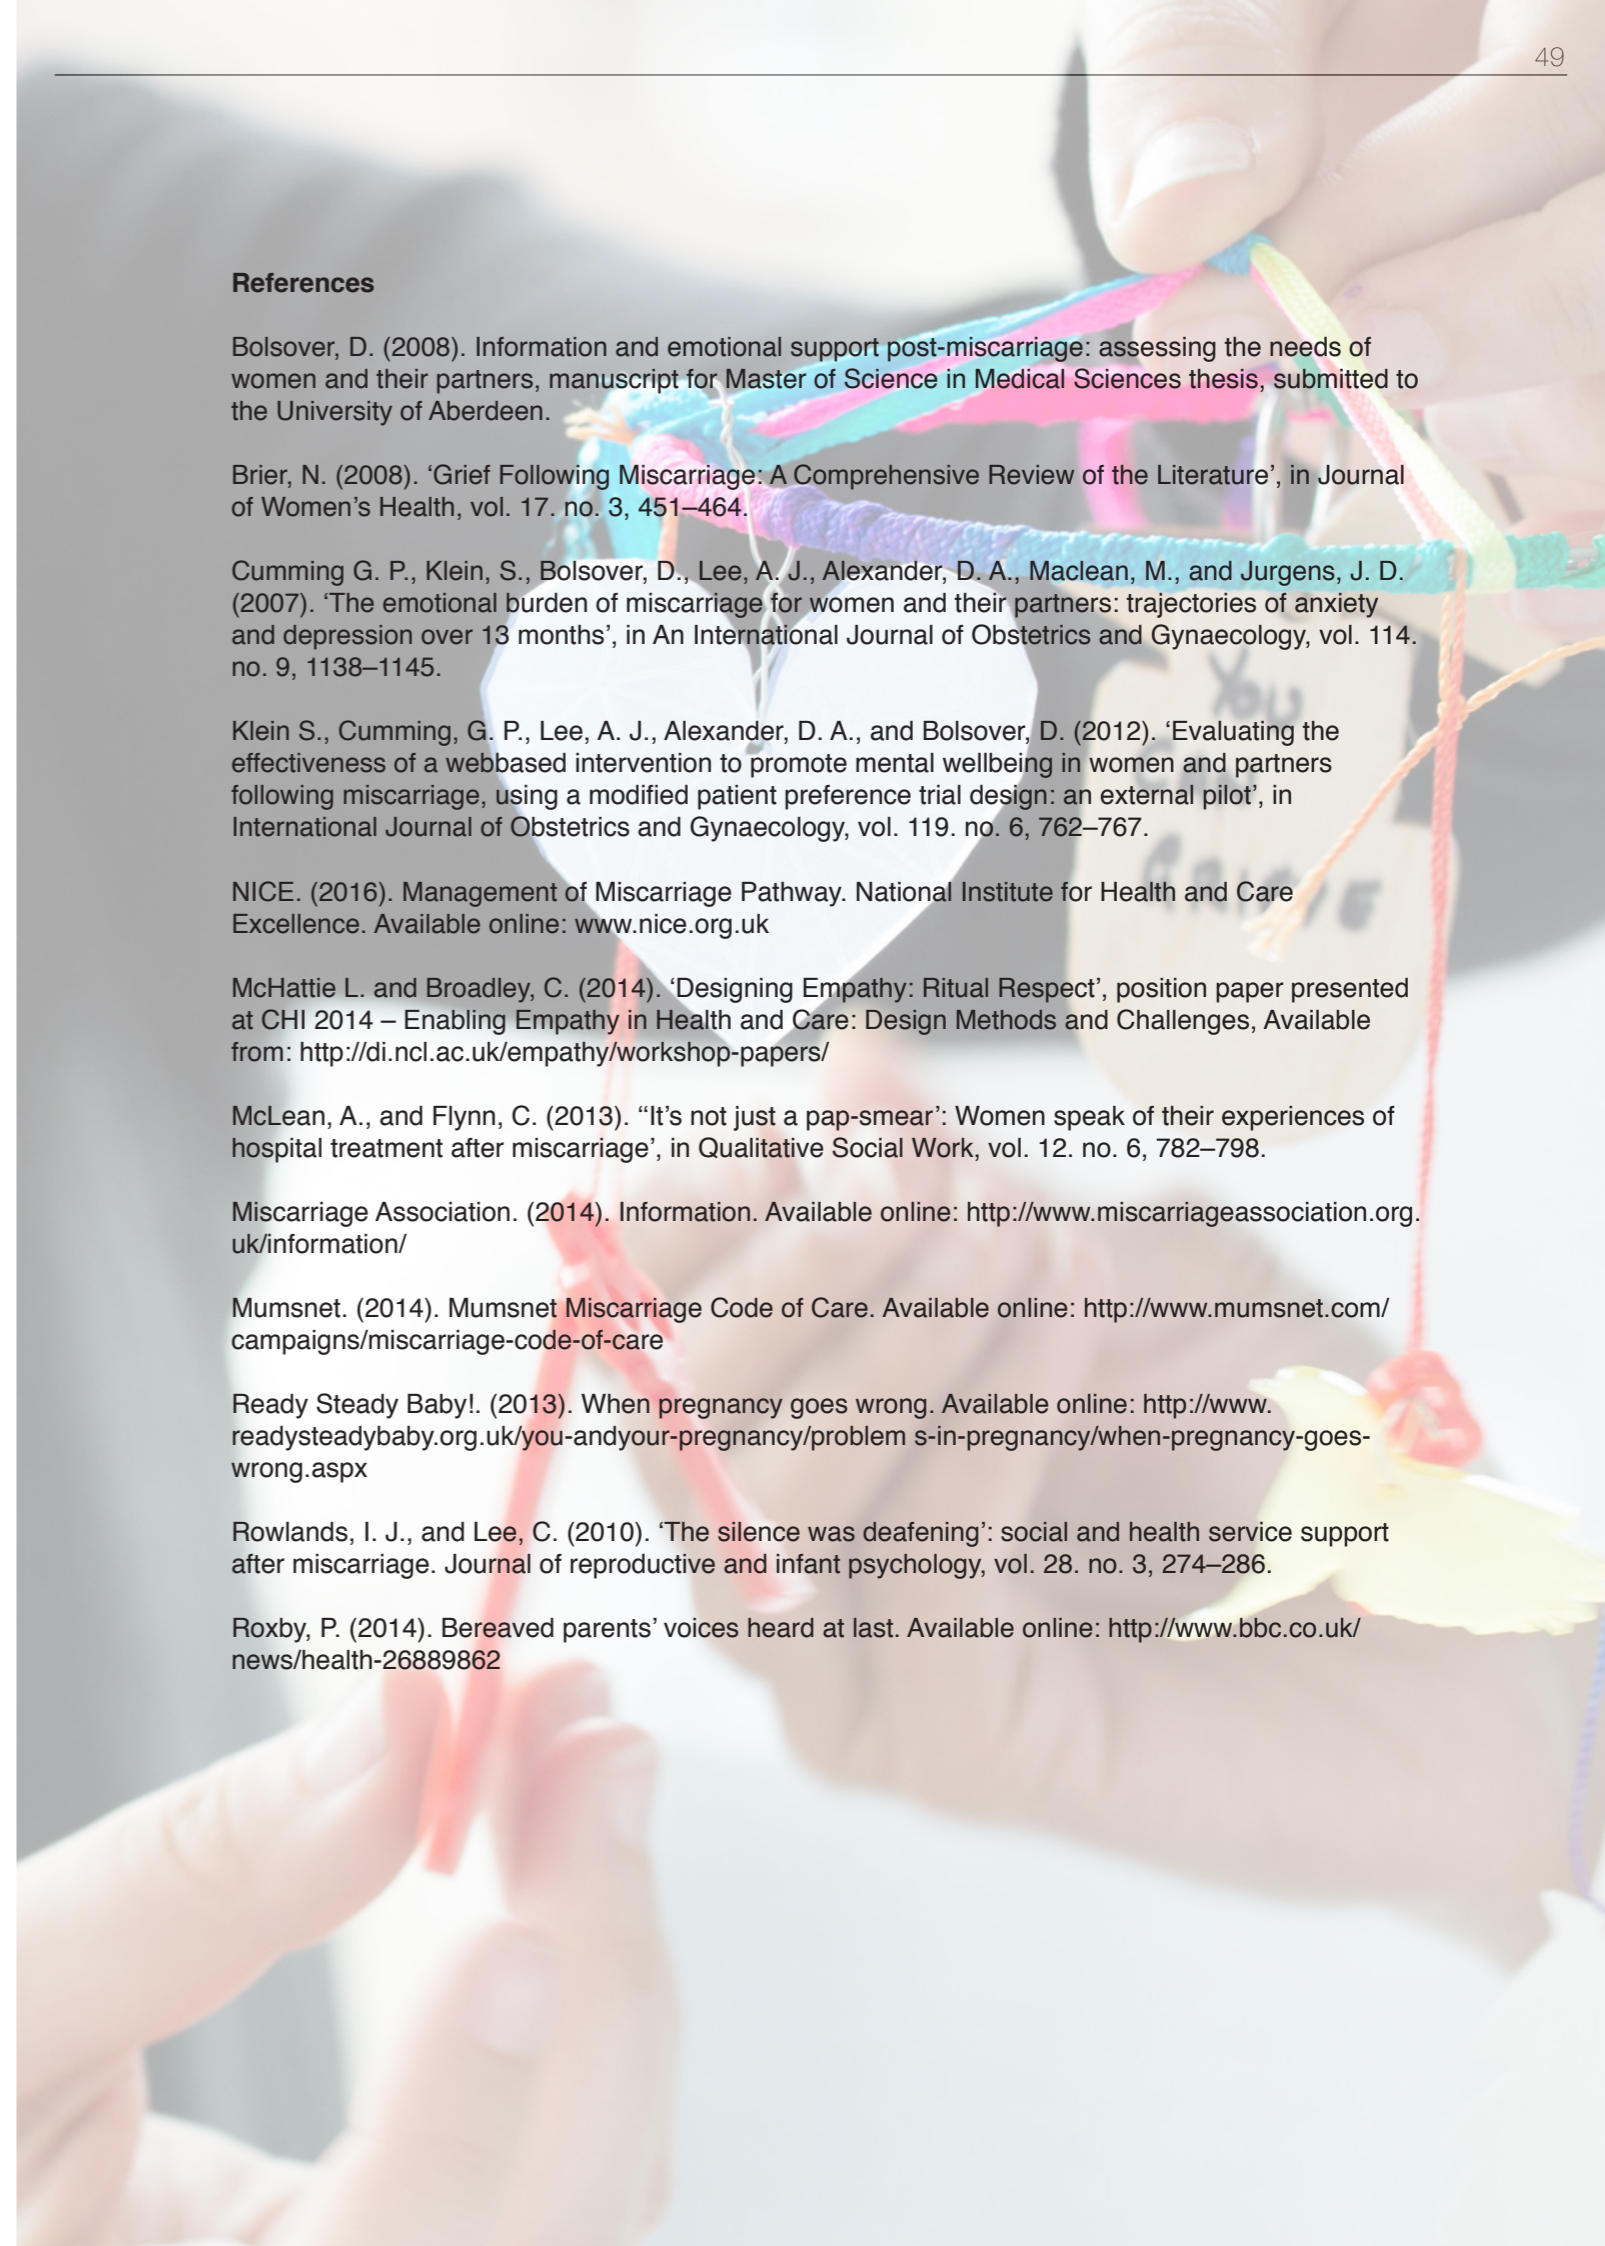 49
References
Bolsover, D. (2008). Information and emotional support post-miscarriage: assessing the needs of
women and their partners, manuscript for Master of Science in Medical Sciences thesis, submitted to
the University of Aberdeen.
Brier, N. (2008). ‘Grief Following Miscarriage: A Comprehensive Review of the Literature’, in Journal
of Women’s Health, vol. 17. no. 3, 451–464.
Cumming G. P., Klein, S., Bolsover, D., Lee, A. J., Alexander, D. A., Maclean, M., and Jurgens, J. D.
(2007). ‘The emotional burden of miscarriage for women and their partners: trajectories of anxiety
and depression over 13 months’, in An International Journal of Obstetrics and Gynaecology, vol. 114.
no. 9, 1138–1145.
Klein S., Cumming, G. P., Lee, A. J., Alexander, D. A., and Bolsover, D. (2012). ‘Evaluating the
effectiveness of a webbased intervention to promote mental wellbeing in women and partners
following miscarriage, using a modified patient preference trial design: an external pilot’, in
International Journal of Obstetrics and Gynaecology, vol. 119. no. 6, 762–767.
NICE. (2016). Management of Miscarriage Pathway. National Institute for Health and Care
Excellence. Available online: www.nice.org.uk
McHattie L. and Broadley, C. (2014). ‘Designing Empathy: Ritual Respect’, position paper presented
at CHI 2014 – Enabling Empathy in Health and Care: Design Methods and Challenges, Available
from: http://di.ncl.ac.uk/empathy/workshop-papers/
McLean, A., and Flynn, C. (2013). “It’s not just a pap-smear’: Women speak of their experiences of
hospital treatment after miscarriage’, in Qualitative Social Work, vol. 12. no. 6, 782–798.
Miscarriage Association. (2014). Information. Available online: http://www.miscarriageassociation.org.
uk/information/
Mumsnet. (2014). Mumsnet Miscarriage Code of Care. Available online: http://www.mumsnet.com/
campaigns/miscarriage-code-of-care
Ready Steady Baby!. (2013). When pregnancy goes wrong. Available online: http://www.
readysteadybaby.org.uk/you-andyour-pregnancy/problem s-in-pregnancy/when-pregnancy-goes-
wrong.aspx
Rowlands, I. J., and Lee, C. (2010). ‘The silence was deafening’: social and health service support
after miscarriage. Journal of reproductive and infant psychology, vol. 28. no. 3, 274–286.
Roxby, P. (2014). Bereaved parents’ voices heard at last. Available online: http://www.bbc.co.uk/
news/health-26889862
YOU
CAN
GRIEVE